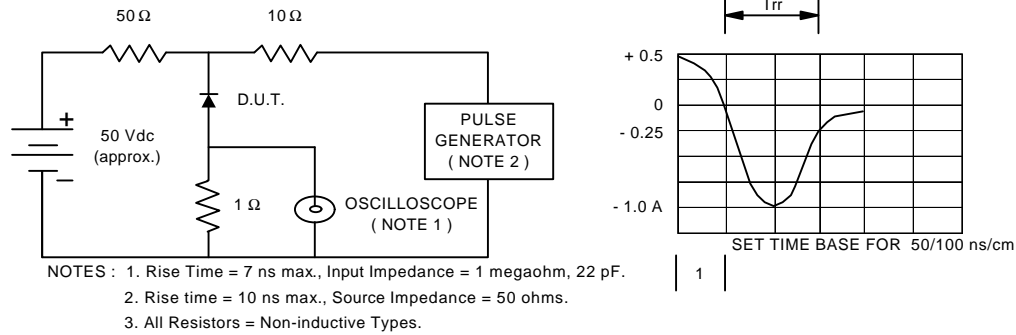 50 Ω
10 Ω
Trr
+ 0.5
0
- 0.25
- 1.0 A
D.U.T.
+
50 Vdc
(approx.)
−
PULSE
GENERATOR
( NOTE 2 )
1 Ω
OSCILLOSCOPE
( NOTE 1 )
SET TIME BASE FOR 50/100 ns/cm
1
NOTES : 1. Rise Time = 7 ns max., Input Impedance = 1 megaohm, 22 pF.
2. Rise time = 10 ns max., Source Impedance = 50 ohms.
3. All Resistors = Non-inductive Types.